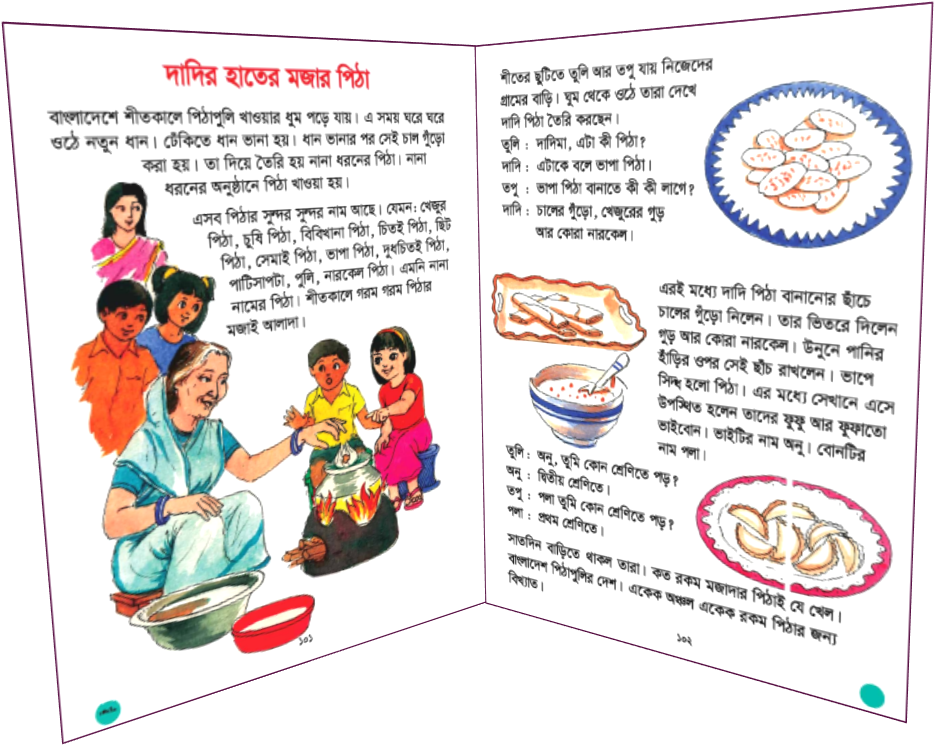 দাদির হাতের মজার পিঠা
বাংলাদেশে শীতকালে পিঠাপুলি খাওয়ার ধুম পড়ে যায়। এ সময় ঘরে ঘরে
ওঠে নতুন ধান। ঢেঁকিতে ধান ভানা হয়। ধান ভানার পর সেই চাল গুঁড়ো
করা হয়। তা দিয়ে তৈরি হয় নানা ধরনের পিঠা। নানা
ধরনের অনুষ্ঠানে পিঠা খাওয়া হয়।
এসব পিঠার সুন্দর সুন্দর নাম আছে। যেমন: খেজুর
পিঠা, চুষি পিঠা, বিবিখানা পিঠা, চিতই পিঠা, ছিট
পিঠা, সেমাই পিঠা, ভাপা পিঠা, দুধচিতই পিঠা,
পাটিসাপটা, পুলি, নারকেল পিঠা। এমনি নানা
নামের পিঠা। শীতকালে গরম গরম পিঠার
মজাই আলাদা।
১০১
শীতের ছুটিতে তুলি আর তপু যায় নিজেদের
গ্রামের বাড়ি। ঘুম থেকে ওঠে তারা দেখে
দাদি পিঠা তৈরি করছেন।
তুলি : দাদিমা, এটা কী পিঠা?
দাদি : এটাকে বলে ভাপা পিঠা।
তপু : ভাপা পিঠা বানাতে কী কী লাগে?
দাদি : চালের গুঁড়ো, খেজুরের গুড়
আর কোরা নারকেল।
এরই মধ্যে দাদি পিঠা বানানোর ছাঁচে
চালের গুঁড়ো নিলেন। তার ভিতরে দিলেন
গুড় আর কোরা নারকেল। উনুনে পানির
হাঁড়ির ওপর সেই ছাঁচ রাখলেন। ভাপে
সিদ্ধ হলো পিঠা। এর মধ্যে সেখানে এসে
উপস্থিত হলেন তাদের ফুফু আর ফুফাতো
ভাইবোন। ভাইটির নাম অনু। বোনটির
নাম পলা।
তুলি : অনু, তুমি কোন শ্রেণিতে পড়?
অনু : দ্বিতীয় শ্রেণিতে।
তপু : পলা তুমি কোন শ্রেণিতে পড়?
পলা : প্রথম শ্রেণিতে।
সাতদিন বাড়িতে থাকল তারা। কত রকম মজাদার পিঠাই যে খেল।
বাংলাদেশ পিঠাপুলির দেশ। একেক অঞ্চল একেক রকম পিঠার জন্য
বিখ্যাত।
১০২